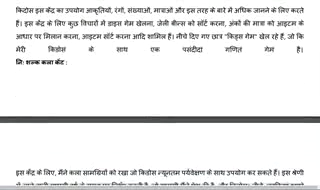 किदोस इस केंद्र का उपयोग आकृतियों, रंगों, संख्याओं, मात्राओं और इस तरह के बारे में अधिक जानने के लिए करते
हैं। इस केंद्र के लिए कुछ विचारों में डाइस गेम खेलना, जेली बीन्स को सॉर्ट करना, अंकों की मात्रा को आइटम के
आधार पर मिलान करना, आइटम सॉर्ट करना आदि शामिल हैं। नीचे दिए गए छात्र "किड्स गेम" खेल रहे हैं, जो कि
मेरी किडोस के साथ एक पसंदीदा गणित गेम है।
नि: शल्क कला केंद्र:
इस केंद्र के लिए, मैंने कला सामग्रियों को रखा जो किडोस न्यूनतम पर्यवेक्षण के साथ उपयोग कर सकते हैं। इस श्रेणी